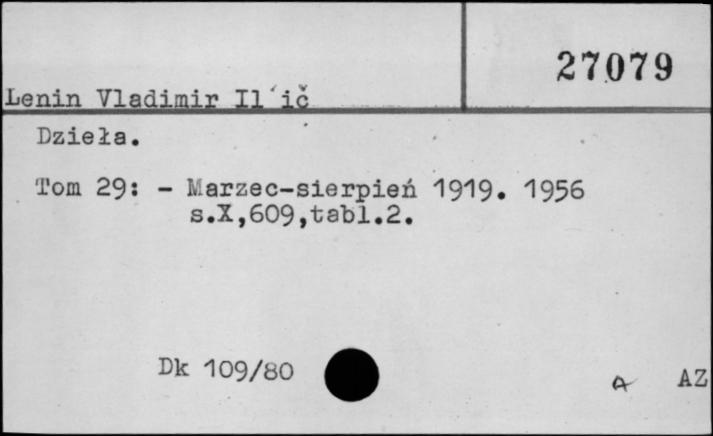 27079
Lenin Vladimir Il´ič
Dzieła.
Tom 29: - Marzec-sierpień 1919. 1956
s.X,609,tabl.2.
Dk 109/80
a AZ